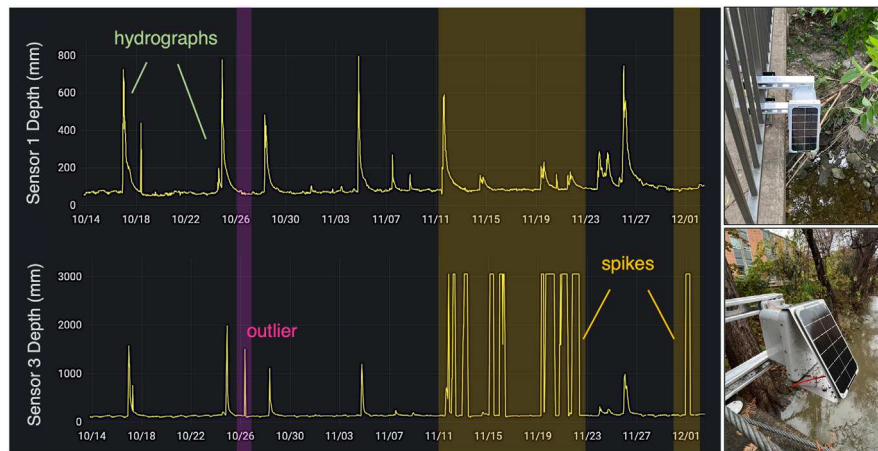 hydrographs
Sensor 1 Depth (mm)
800
600
400
200
0
10/14 10/18 10/22 10/26 10/30 11/03 11/07 11/11 11/15 11/19 11/23 11/27 12/01
spikes
outlier
Sensor 3 Depth (mm)
3000
2000
1000
0
10/14 10/18 10/22 10/26 10/30 11/03 11/07 11/11 11/15 11/19 11/23 11/27 12/01